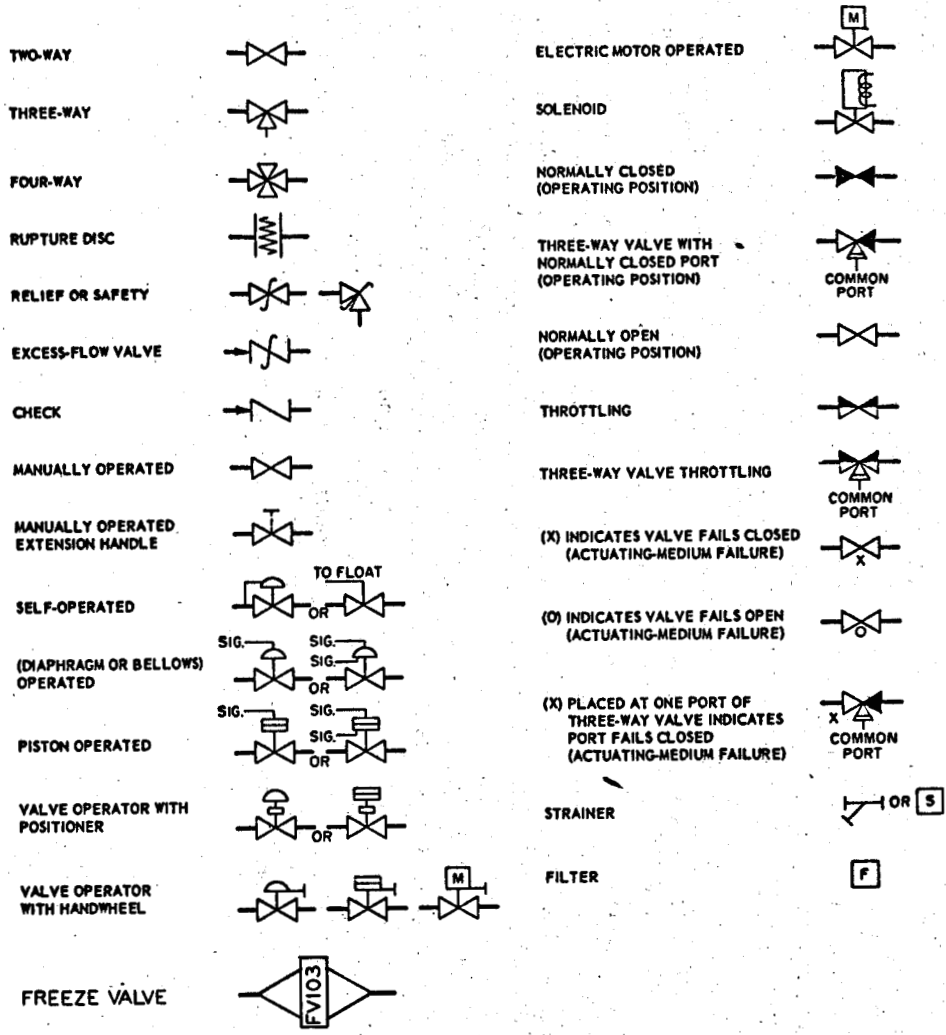 TWO-WAY
THREE-WAY
FOUR-WAY
RUPTURE DISC
RELIEF OR SAFETY
EXCESS-FLOW VALVE
CHECK
MANUALLY OPERATED
MANUALLY OPERATED
EXTENSION HANDLE
SELF-OPERATED
OR
TO FLOAT
(DIAPHRAGM OR BELLOWS)
OPERATED
SIG.
OR
SIG.
SIG.
PISTON OPERATED
SIG.
OR
SIG.
SIG.
VALVE OPERATOR WITH
POSITIONER
OR
VALVE OPERATOR
WITH HANDWHEEL
M
FREEZE VALVE
FV103
ELECTRIC MOTOR OPERATED
M
SOLENOID
NORMALLY CLOSED
(OPERATING POSITION)
THREE-WAY VALVE WITH
NORMALLY CLOSED PORT
(OPERATING POSITION)
COMMON
PORT
NORMALLY OPEN
(OPERATING POSITION)
THROTTLING
THREE-WAY VALVE THROTTLING
COMMON
PORT
(X) INDICATES VALVE FAILS CLOSED
(ACTUATING-MEDIUM FAILURE)
X
(O) INDICATES VALVE FAILS OPEN
(ACTUATING-MEDIUM FAILURE)
O
(X) PLACED AT ONE PORT OF
THREE-WAY VALVE INDICATES
PORT FAILS CLOSED
(ACTUATING-MEDIUM FAILURE)
X
COMMON
PORT
STRAINER
OR S
FILTER
F